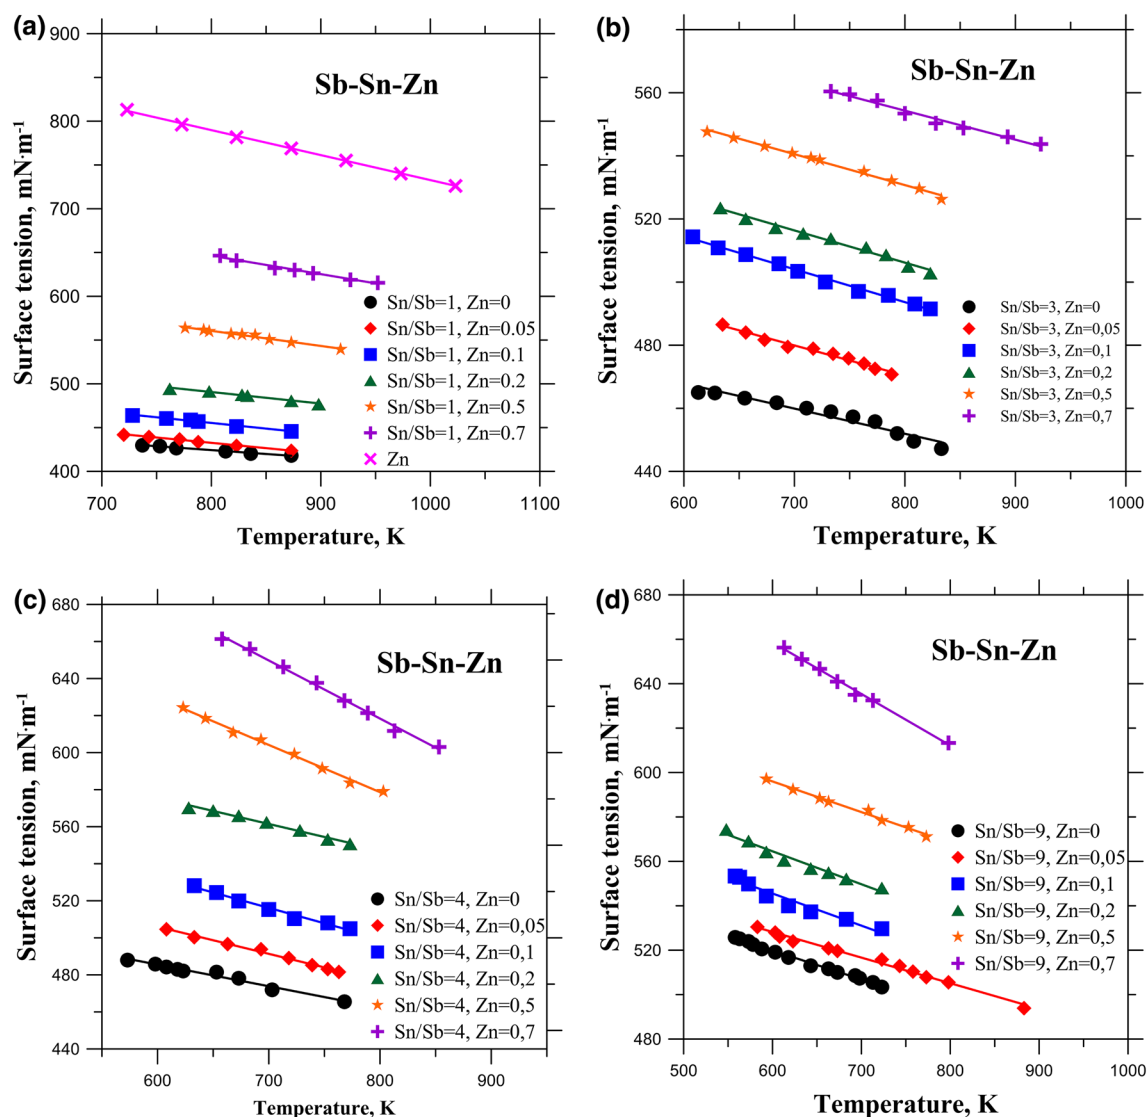 (a)
900
800
700
600
500
400
700
800
900
1000
1100
Surface tension, mN·m-1
Temperature, K
Sb-Sn-Zn
Sn/Sb=1, Zn=0
Sn/Sb=1, Zn=0.05
Sn/Sb=1, Zn=0.1
Sn/Sb=1, Zn=0.2
Sn/Sb=1, Zn=0.5
Sn/Sb=1, Zn=0.7
Zn
(b)
560
520
480
440
600
700
800
900
1000
Surface tension, mN·m-1
Temperature, K
Sb-Sn-Zn
Sn/Sb=3, Zn=0
Sn/Sb=3, Zn=0,05
Sn/Sb=3, Zn=0,1
Sn/Sb=3, Zn=0,2
Sn/Sb=3, Zn=0,5
Sn/Sb=3, Zn=0,7
(c)
680
640
600
560
520
480
440
600
700
800
900
Surface tension, mN·m-1
Temperature, K
Sb-Sn-Zn
Sn/Sb=4, Zn=0
Sn/Sb=4, Zn=0,05
Sn/Sb=4, Zn=0,1
Sn/Sb=4, Zn=0,2
Sn/Sb=4, Zn=0,5
Sn/Sb=4, Zn=0,7
(d)
680
640
600
560
520
480
500
600
700
800
900
1000
Surface tension, mN·m-1
Temperature, K
Sb-Sn-Zn
Sn/Sb=9, Zn=0
Sn/Sb=9, Zn=0,05
Sn/Sb=9, Zn=0,1
Sn/Sb=9, Zn=0,2
Sn/Sb=9, Zn=0,5
Sn/Sb=9, Zn=0,7